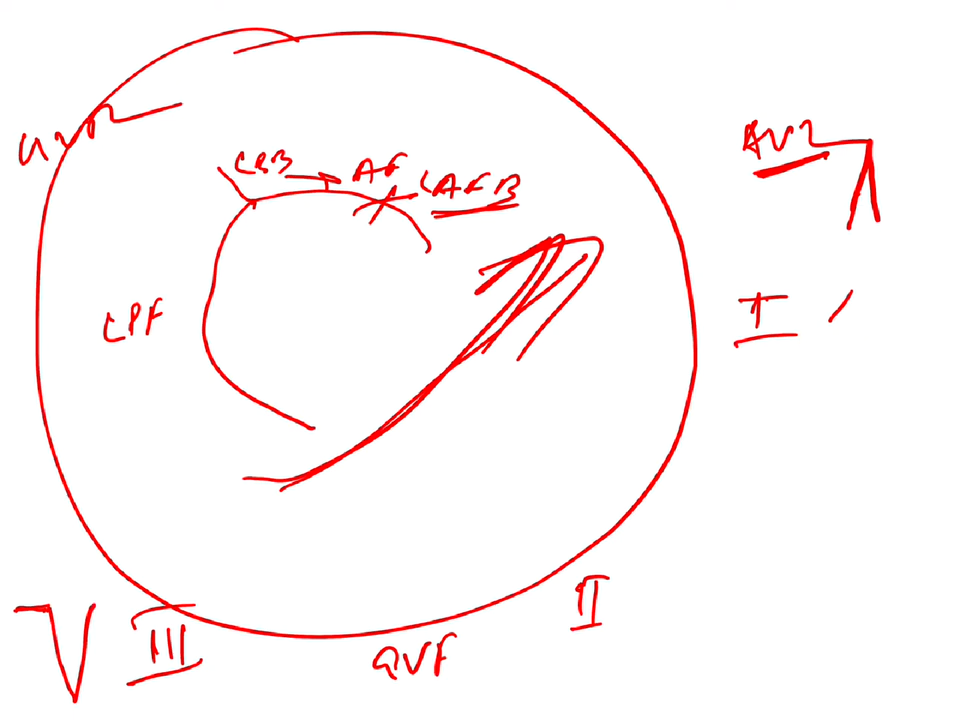 LBB → AF
LAFB
AVL
LPF
I
II
III
aVF